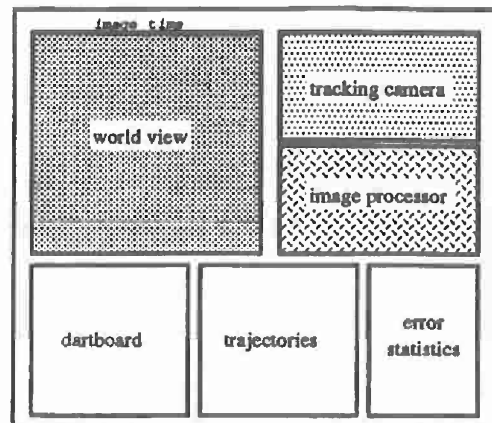 image time
world view
tracking camera
image processor
dartboard
trajectories
error
statistics